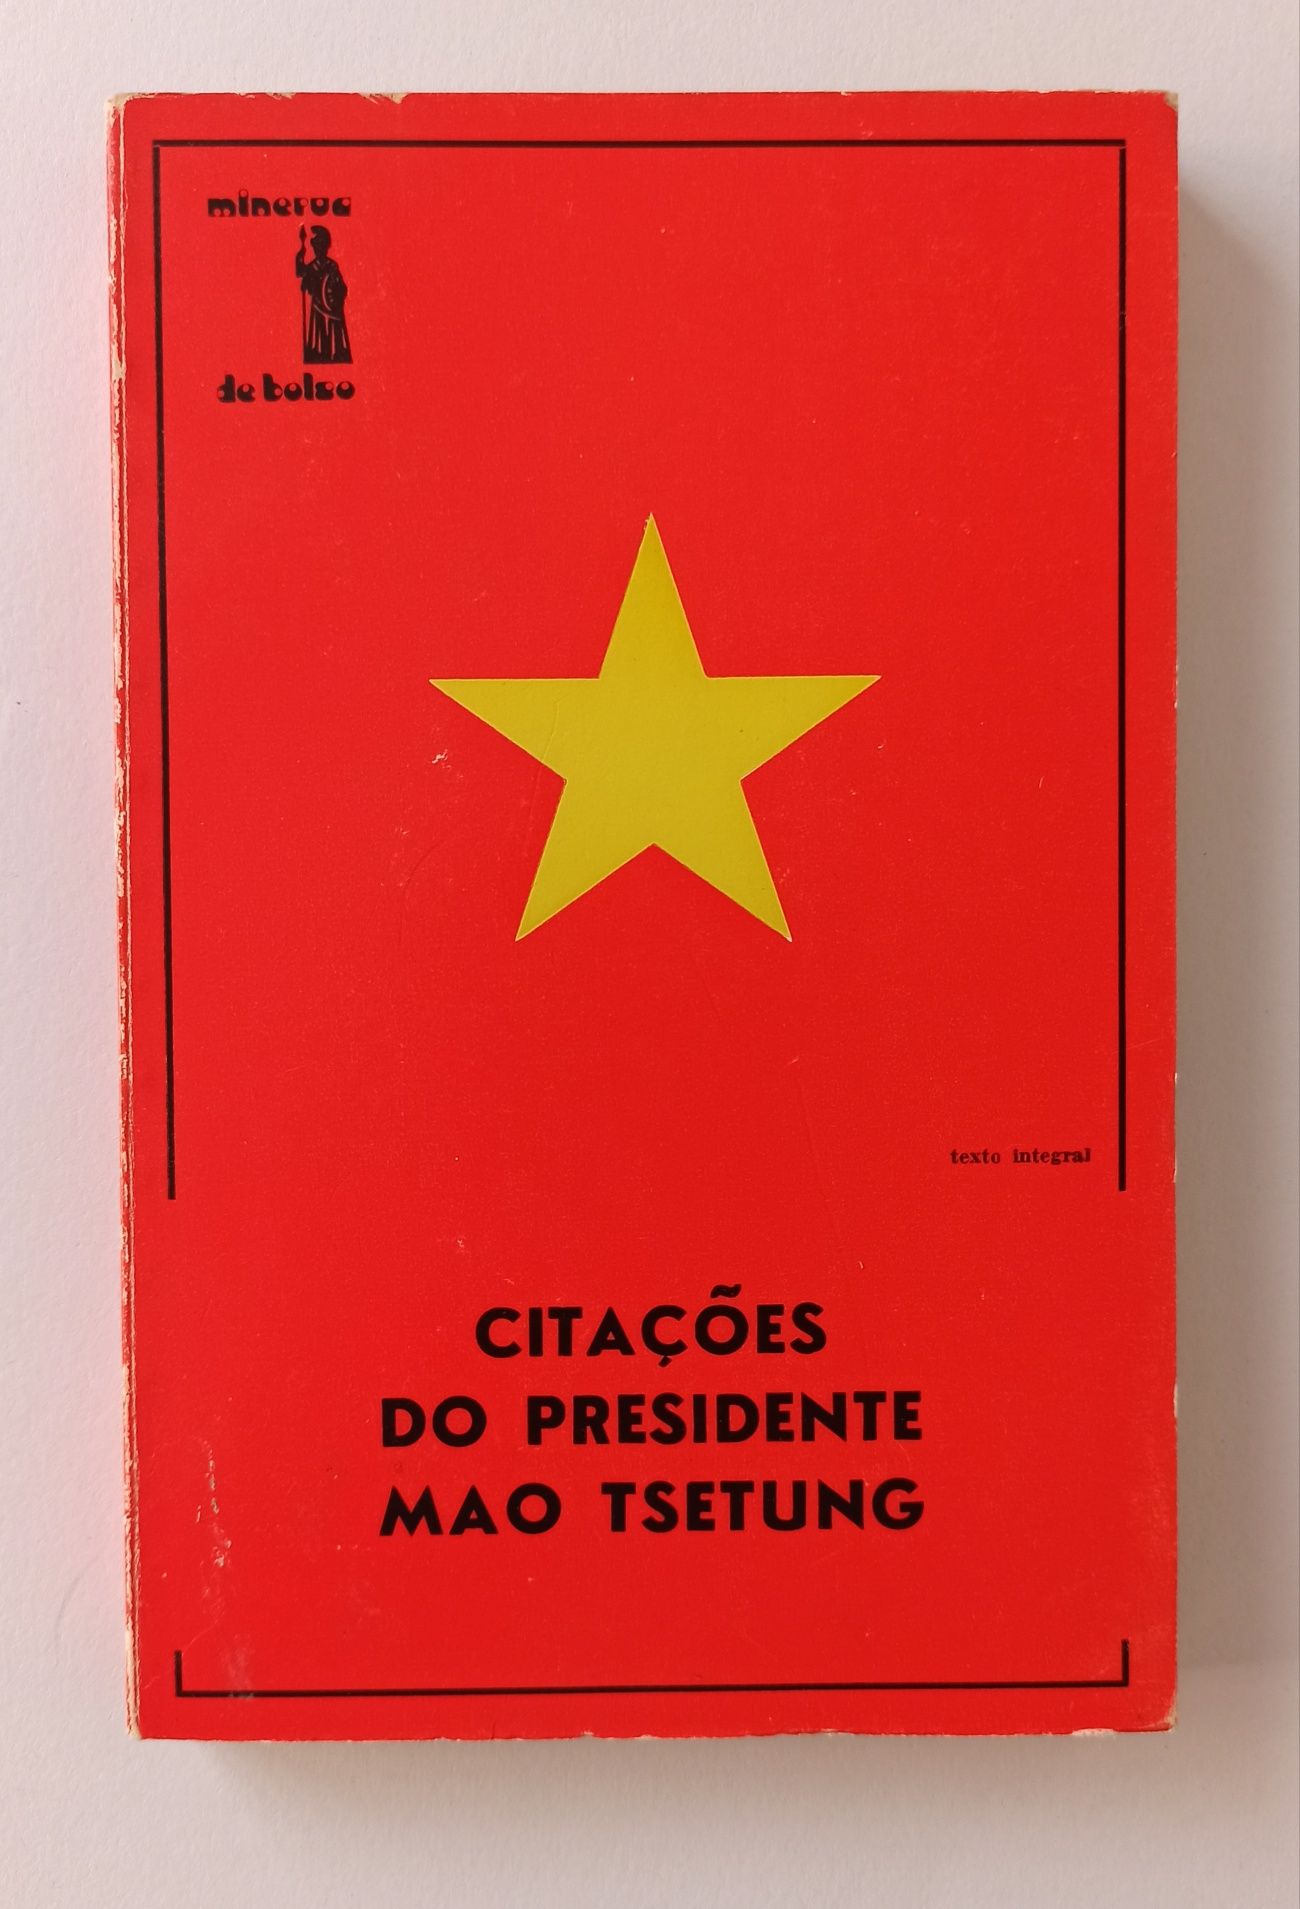 minerva
de bolso
texto integral
CITAÇÕES
DO PRESIDENTE
MAO TSETUNG